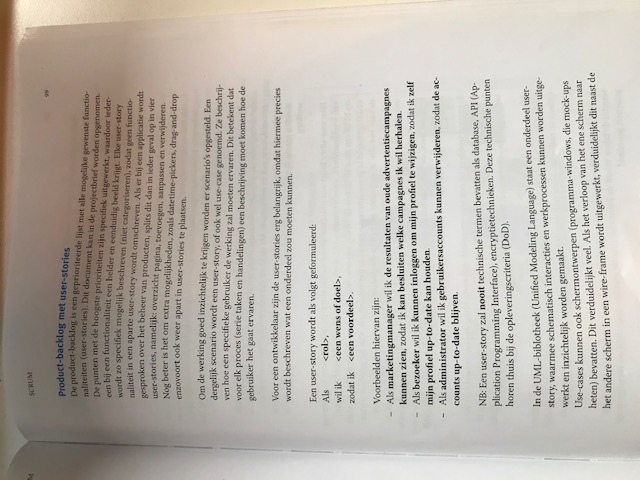 M
SCRUM
99
Product-backlog met user-stories
De product-backlog is een geprioriteerde lijst met alle mogelijke gewenste functio-
naliteiten (user-stories). Dit document kan in de projectbrief worden opgenomen.
De punten met de hoogste prioriteiten zijn specifiek uitgewerkt, waardoor ieder-
een bij een functionaliteit een helder en eenduidig beeld krijgt. Elke user-story
wordt zo specifiek mogelijk beschreven (niet categoriseren), zodat geen functio-
naliteit in een aparte user-story wordt omschreven. Als er bij een applicatie wordt
gesproken over het beheer van producten, splits dit dan in ieder geval op in vier
user-stories, namelijk: overzicht pagina, toevoegen, aanpassen en verwijderen.
Nog beter is het om extra mogelijkheden, zoals datetime-pickers, drag-and-drop
enzovoort ook weer apart in user-stories te plaatsen.
Om de werking goed inzichtelijk te krijgen worden er scenario's opgesteld. Een
dergelijk scenario wordt een user-story, of ook wel use-case genoemd. Ze beschrij-
ven hoe een specifieke gebruiker de werking zal moeten ervaren. Dit betekent dat
voor elk proces (serie taken en handelingen) een beschrijving moet komen hoe de
gebruiker het gaat ervaren.
Voor een ontwikkelaar zijn de user-stories erg belangrijk, omdat hiermee precies
wordt beschreven wat een onderdeel zou moeten kunnen.
Een user-story wordt als volgt geformuleerd:
Als <rol>,
wil ik <een wens of doel>,
zodat ik <een voordeel>.
Voorbeelden hiervan zijn:
– Als marketingmanager wil ik de resultaten van oude advertentiecampagnes
kunnen zien, zodat ik kan besluiten welke campagnes ik wil herhalen.
– Als bezoeker wil ik kunnen inloggen om mijn profiel te wijzigen, zodat ik zelf
mijn profiel up-to-date kan houden.
– Als administrator wil ik gebruikersaccounts kunnen verwijderen, zodat de ac-
counts up-to-date blijven.
NB: Een user-story zal nooit technische termen bevatten als database, API (Ap-
plication Programming Interface), encryptietechnieken. Deze technische punten
horen thuis bij de opleveringscriteria (DoD).
In de UML-bibliotheek (Unified Modeling Language) staat een onderdeel user-
story, waarmee schematisch interacties en werkprocessen kunnen worden uitge-
werkt en inzichtelijk worden gemaakt.
Use-cases kunnen ook schermontwerpen (programma-windows, die mock-ups
heten) bevatten. Dit verduidelijkt veel. Als het verloop van het ene scherm naar
het andere scherm in een wire-frame wordt uitgewerkt, verduidelijkt dit naast de